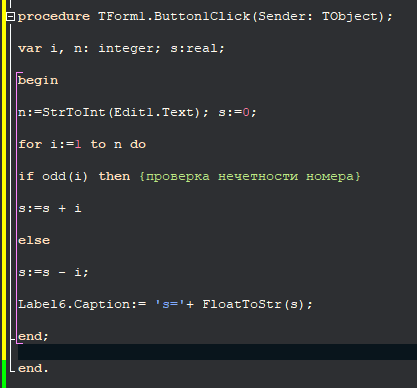 procedure TForm1.Button1Click(Sender: TObject);
var i, n: integer; s:real;
begin
n:=StrToInt(Edit1.Text); s:=0;
for i:=1 to n do
if odd(i) then {проверка нечетности номера}
s:=s + i
else
s:=s - i;
Label6.Caption:= 's='+ FloatToStr(s);
end;
end.